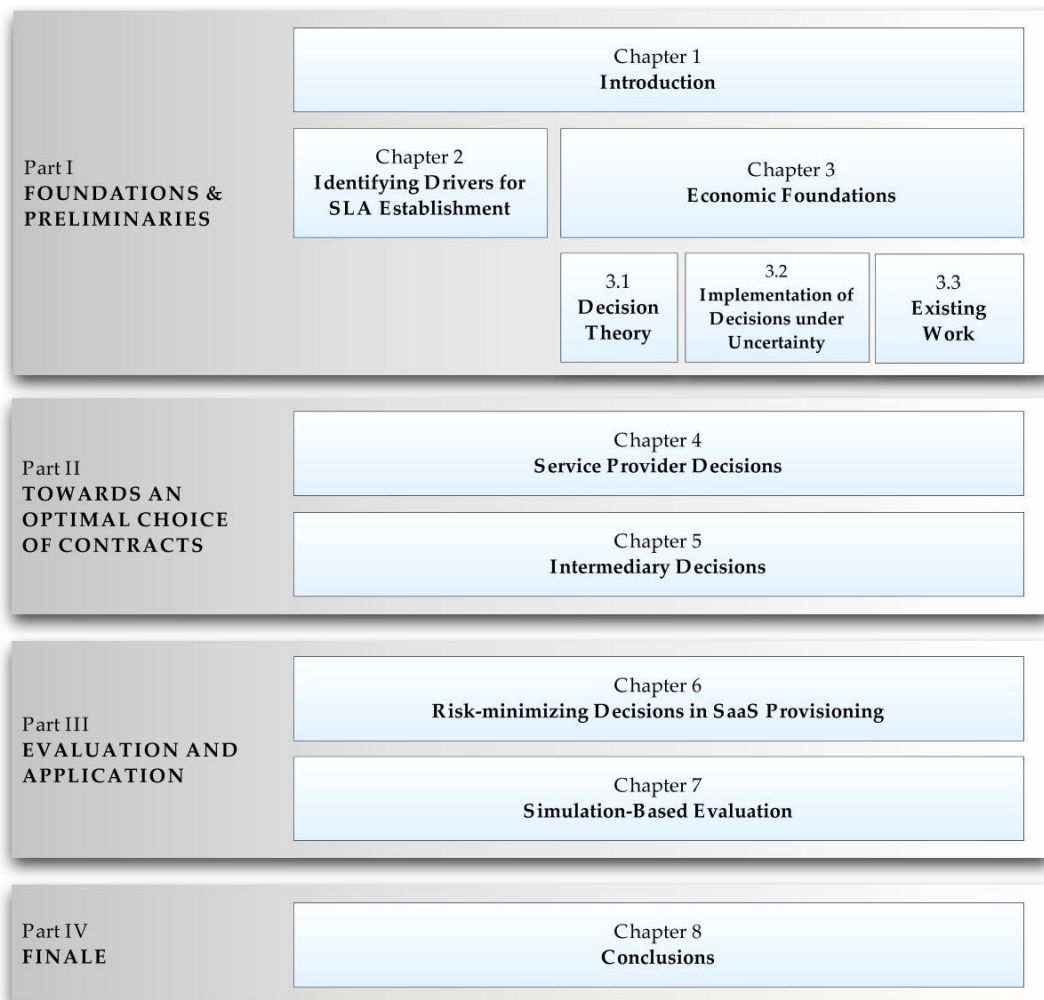 Part I
FOUNDATIONS &
PRELIMINARIES
Chapter 1
Introduction
Chapter 2
Identifying Drivers for
SLA Establishment
Chapter 3
Economic Foundations
3.1
Decision
Theory
3.2
Implementation of
Decisions under
Uncertainty
3.3
Existing
Work
Part II
TOWARDS AN
OPTIMAL CHOICE
OF CONTRACTS
Chapter 4
Service Provider Decisions
Chapter 5
Intermediary Decisions
Part III
EVALUATION AND
APPLICATION
Chapter 6
Risk-minimizing Decisions in SaaS Provisioning
Chapter 7
Simulation-Based Evaluation
Part IV
FINALE
Chapter 8
Conclusions